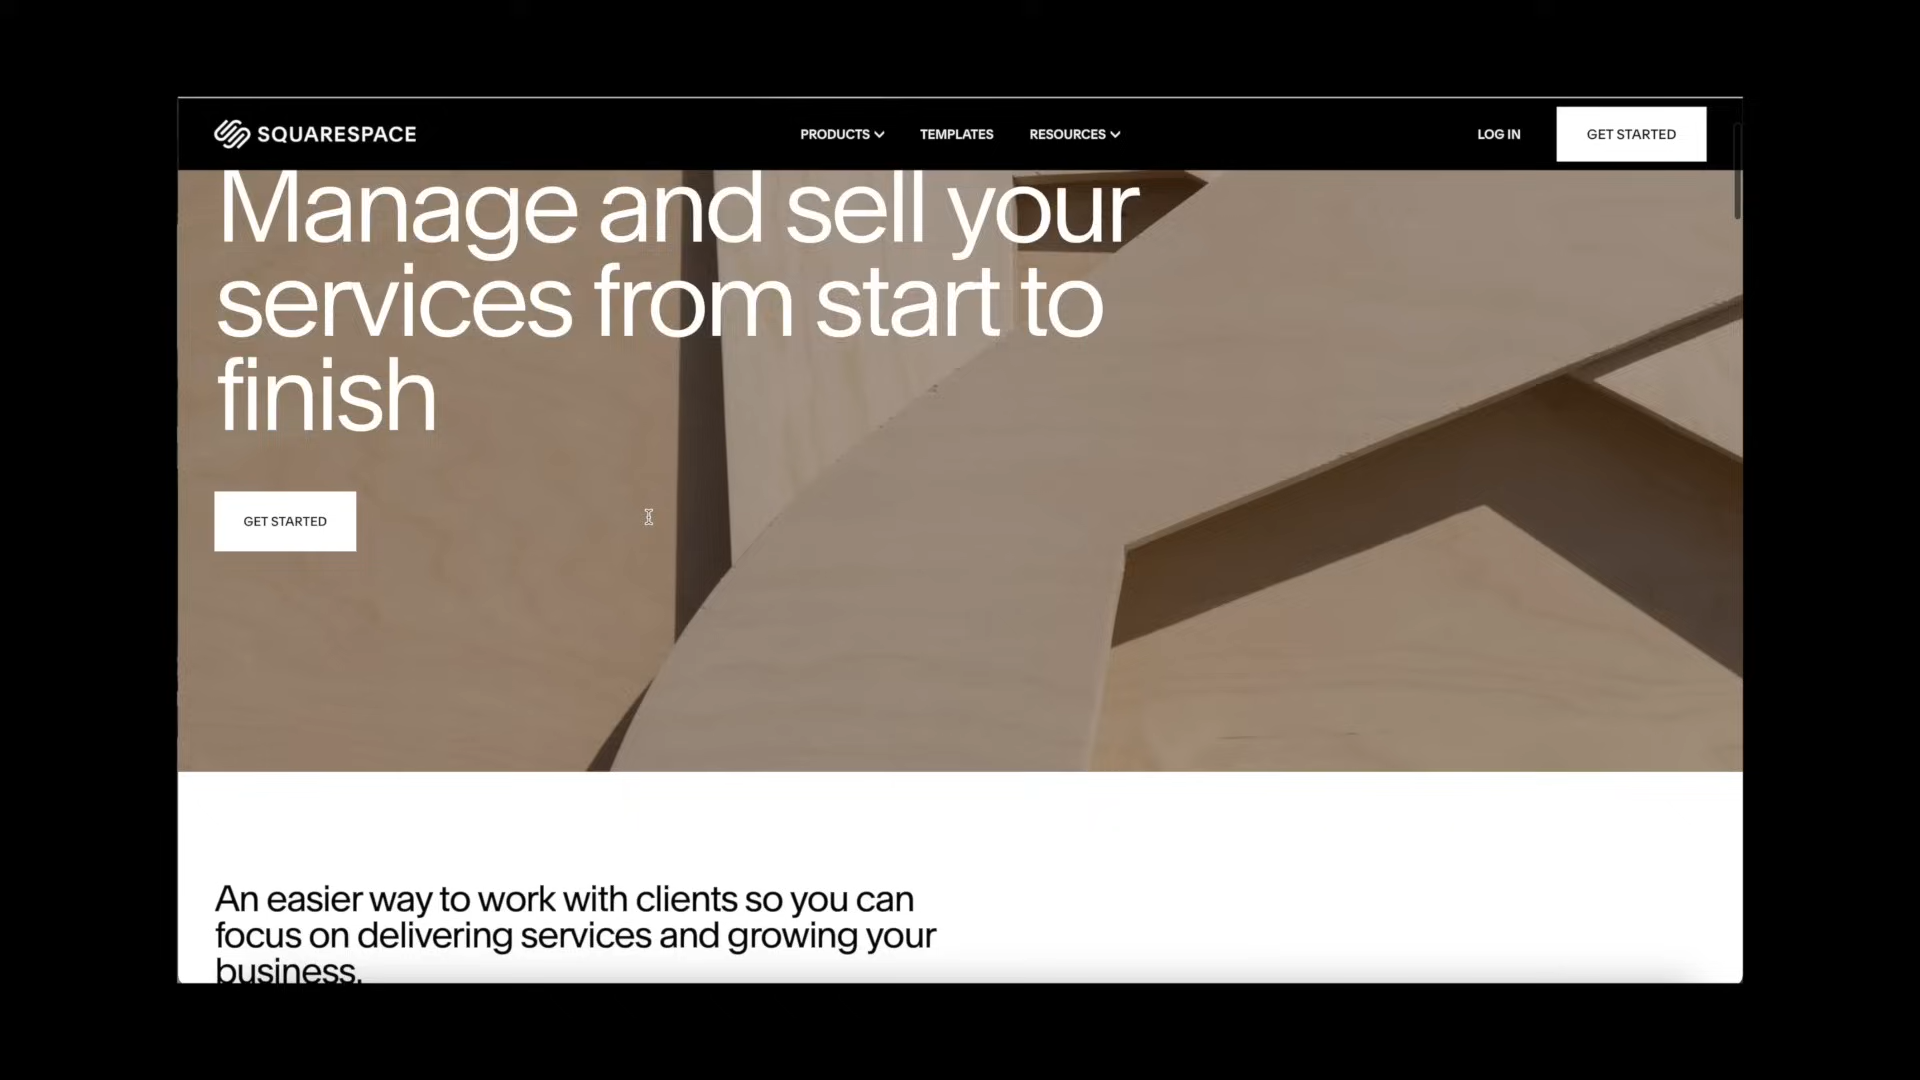 SQUARESPACE
PRODUCTS
TEMPLATES
RESOURCES
LOG IN
GET STARTED
Manage and sell your
services from start to
finish
GET STARTED
An easier way to work with clients so you can
focus on delivering services and growing your
business.